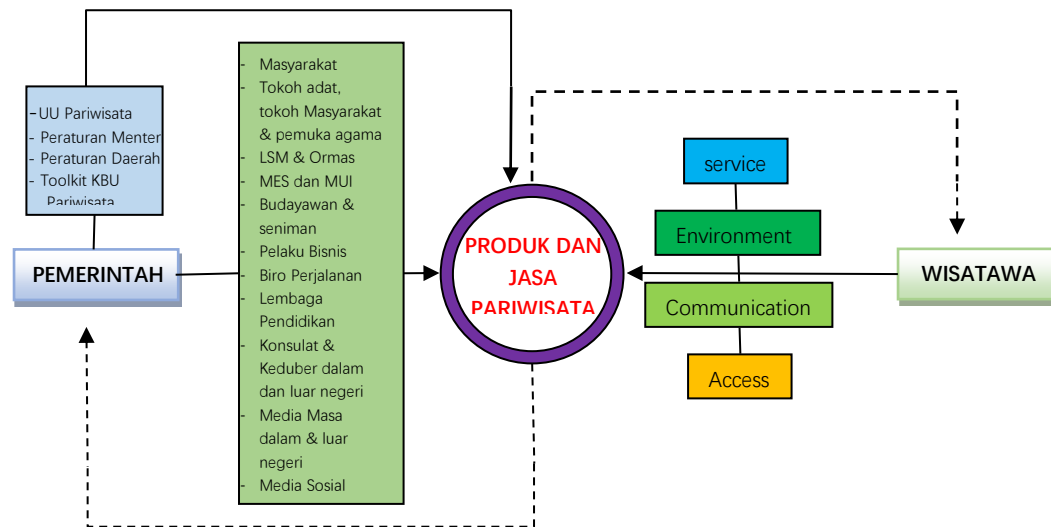 -UU Pariwisata
- Peraturan Menter
- Peraturan Daerah
- Toolkit KBU
Pariwisata
PEMERINTAH
- Masyarakat
- Tokoh adat,
tokoh Masyarakat
& pemuka agama
- LSM & Ormas
- MES dan MUI
- Budayawan &
seniman
- Pelaku Bisnis
- Biro Perjalanan
- Lembaga
Pendidikan
- Konsulat &
Keduber dalam
dan luar negeri
- Media Masa
dalam & luar
negeri
- Media Sosial
PRODUK DAN
JASA
PARIWISATA
service
Environment
Communication
Access
WISATAWA